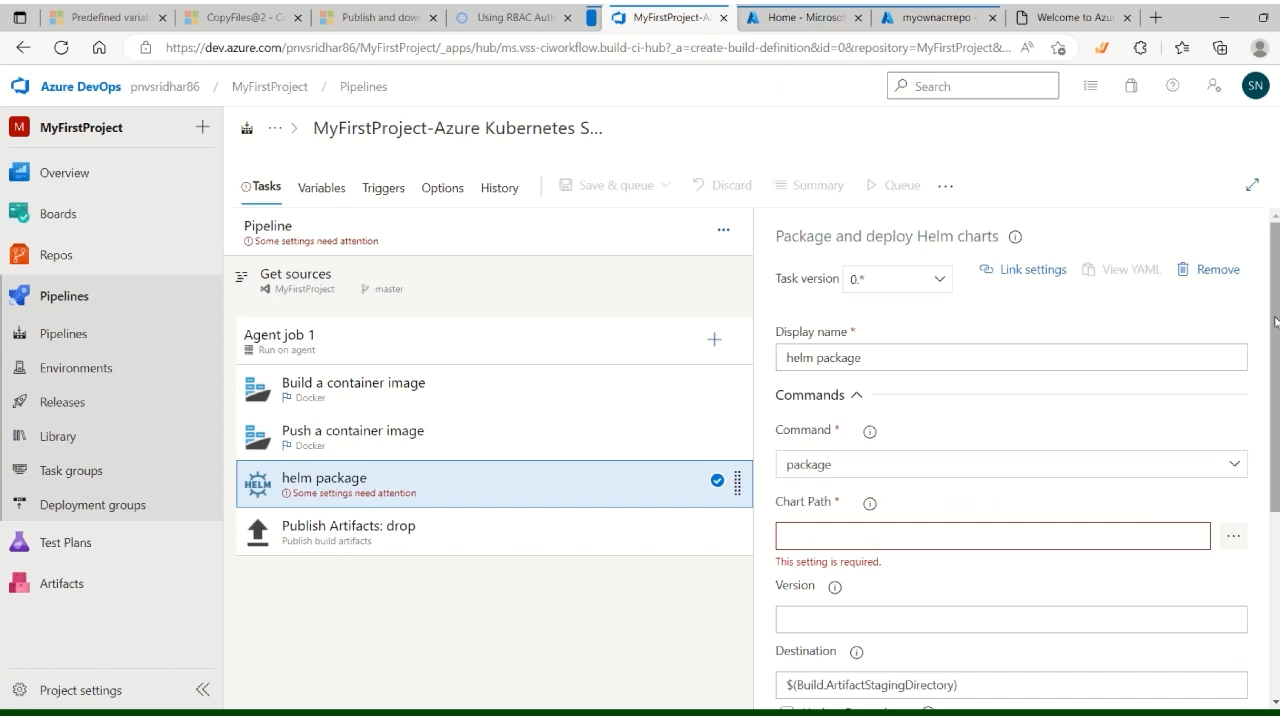 Predefined varial
CopyFiles@2 - C
Publish and dow
Using RBAC Auth
MyFirstProject-A
Home - Microsof
myownacrrepo -
Welcome to Azu
https://dev.azure.com/pnvsridhar86/MyFirstProject/_apps/hub/ms.vss-ciworkflow.build-ci-hub?_a=create-build-definition&id=0&repository=MyFirstProject&...
Azure DevOps pnvsridhar86 / MyFirstProject / Pipelines
Search
SN
M MyFirstProject
Overview
Boards
Repos
Pipelines
Pipelines
Environments
Releases
Library
Task groups
Deployment groups
Test Plans
Artifacts
Project settings
... > MyFirstProject-Azure Kubernetes S...
Tasks Variables Triggers Options History Save & queue Discard Summary Queue ...
Pipeline
Some settings need attention
Get sources
MyFirstProject master
Agent job 1
Run on agent
Build a container image
Docker
Push a container image
Docker
HELM
helm package
Some settings need attention
Publish Artifacts: drop
Publish build artifacts
Package and deploy Helm charts
Task version 0.*
Link settings View YAML Remove
Display name *
helm package
Commands
Command *
package
Chart Path *
This setting is required.
Version
Destination
$(Build.ArtifactStagingDirectory)